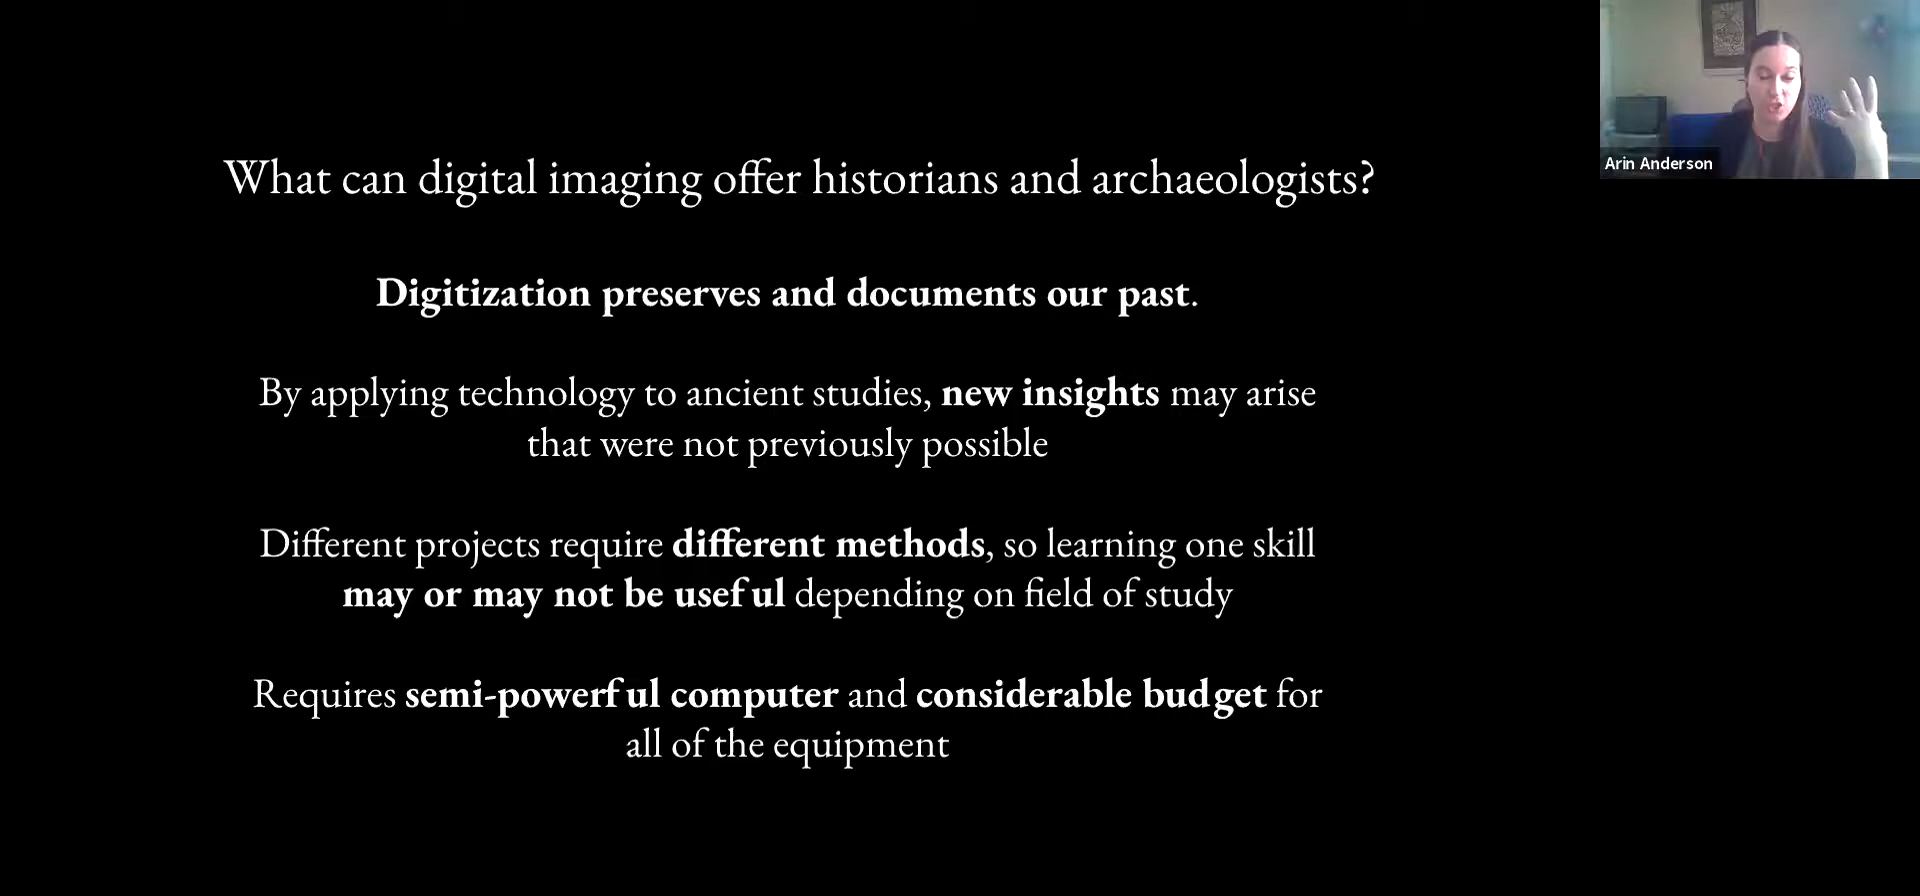 What can digital imaging offer historians and archaeologists?
Digitization preserves and documents our past.
By applying technology to ancient studies, new insights may arise
that were not previously possible
Different projects require different methods, so learning one skill
may or may not be useful depending on field of study
Requires semi-powerful computer and considerable budget for
all of the equipment
Arin Anderson